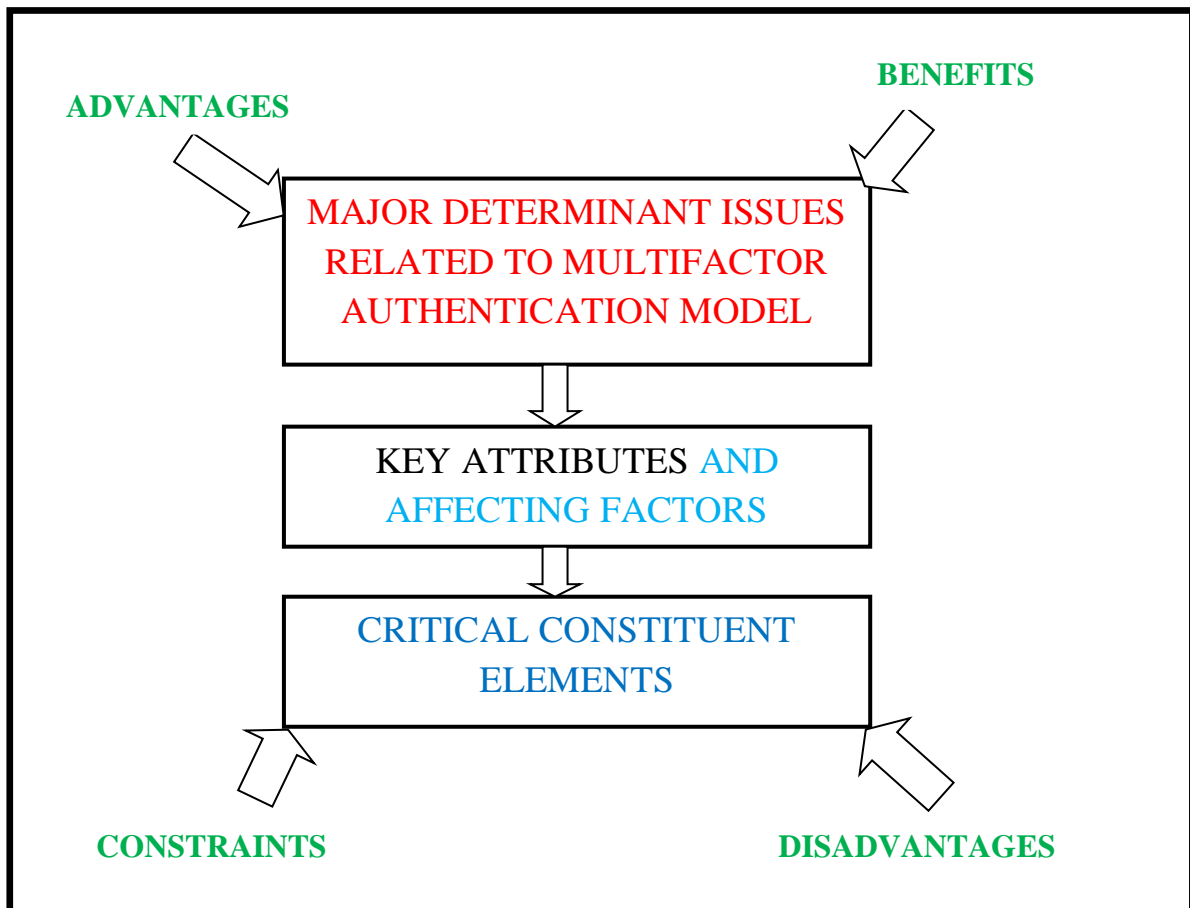 BENEFITS
ADVANTAGES
MAJOR DETERMINANT ISSUES
RELATED TO MULTIFACTOR
AUTHENTICATION MODEL
KEY ATTRIBUTES AND
AFFECTING FACTORS
CRITICAL CONSTITUENT
ELEMENTS
CONSTRAINTS
DISADVANTAGES